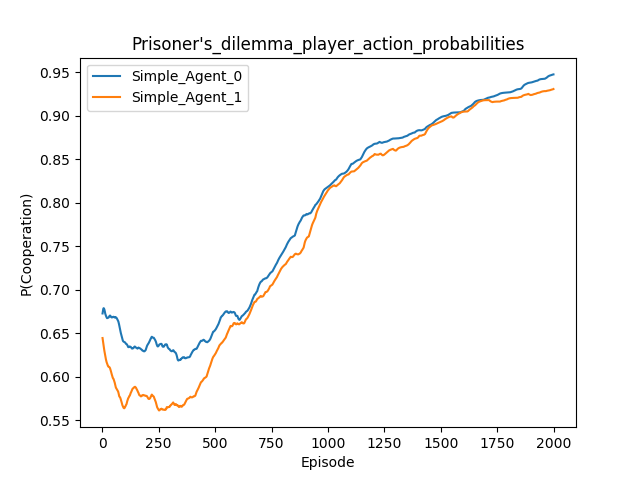 Prisoner's_dilemma_player_action_probabilities
Simple_Agent_0
Simple_Agent_1
P(Cooperation)
0.95
0.90
0.85
0.80
0.75
0.70
0.65
0.60
0.55
0 250 500 750 1000 1250 1500 1750 2000
Episode